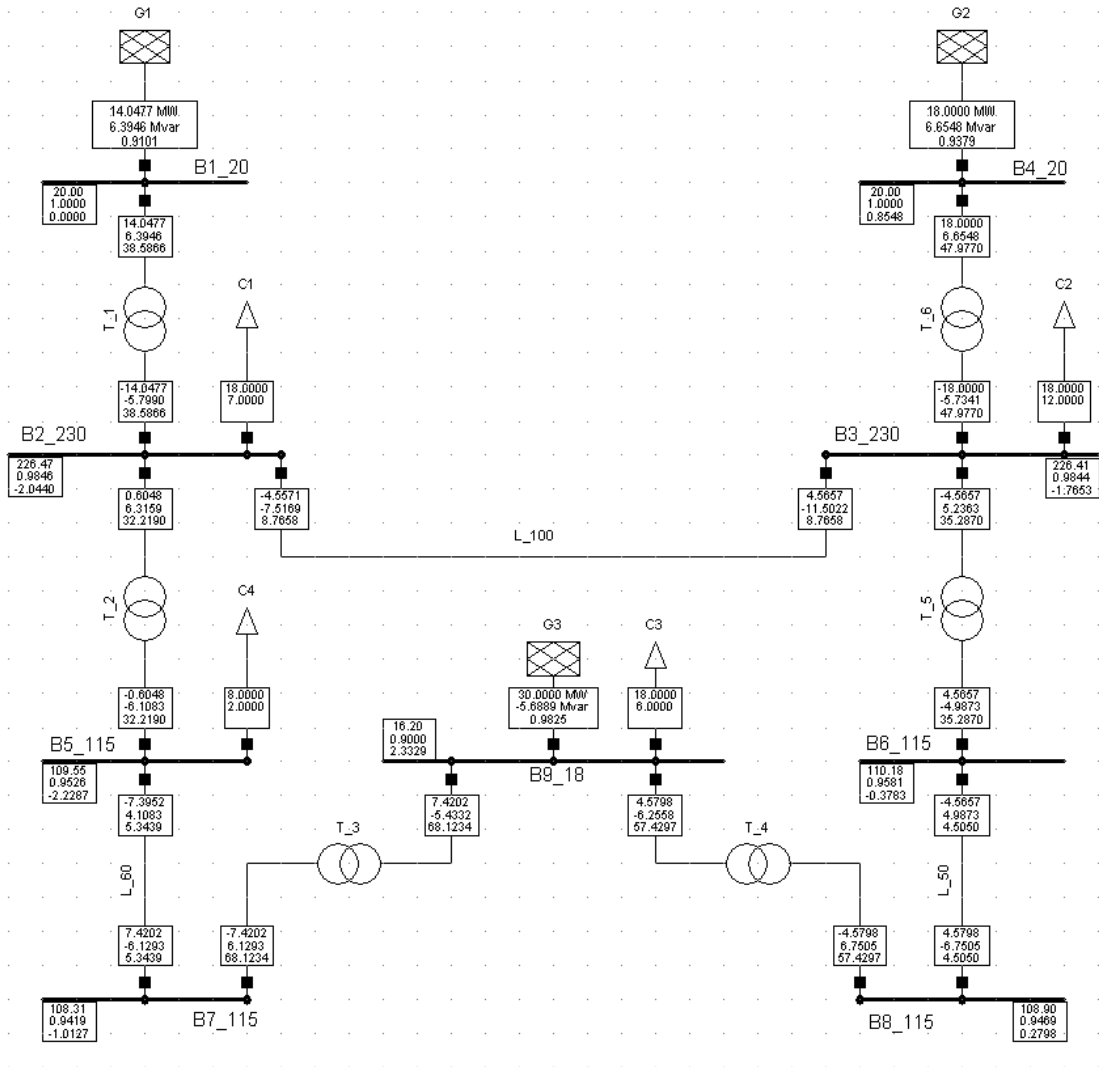 G1
G2
14.0477 MW.
6.3946 Mvar
0.9101
18.0000 MW.
6.6548 Mvar
0.9379
B1_20
B4_20
20.00
1.0000
0.0000
20.00
1.0000
0.8548
14.0477
6.3946
38.5866
18.0000
6.6548
47.9770
C1
C2
T_1
T_6
-14.0477
-5.7990
38.5866
18.0000
7.0000
-18.0000
-5.7341
47.9770
18.0000
12.0000
B2_230
B3_230
226.47
0.9846
-2.0440
226.41
0.9844
-1.7653
0.6048
6.3159
32.2190
-4.5571
-7.5169
8.7658
4.5657
-11.5022
8.7658
-4.5657
5.2363
35.2870
L_100
T_2
C4
T_5
G3
C3
-0.6048
-6.1083
32.2190
8.0000
2.0000
30.0000 MW
-5.6889 Mvar
0.9825
18.0000
6.0000
4.5657
-4.9873
35.2870
16.20
0.9000
2.3329
B5_115
B9_18
B6_115
109.55
0.9526
-2.2287
110.18
0.9581
-0.3783
-7.3952
4.1083
5.3439
7.4202
-5.4332
68.1234
4.5798
-6.2558
57.4297
-4.5657
4.9873
4.5050
T_3
T_4
L_60
L_50
7.4202
-6.1293
5.3439
-7.4202
6.1293
68.1234
-4.5798
6.7505
57.4297
4.5798
-6.7505
4.5050
108.31
0.9419
-1.0127
B7_115
B8_115
108.90
0.9469
0.2798